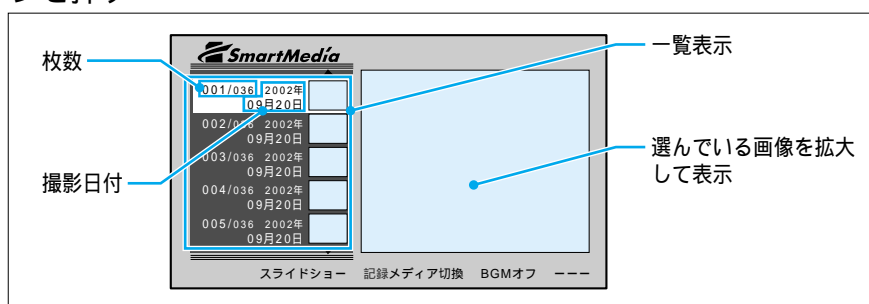 枚数
撮影日付
SmartMedia
001/036 2002年
09月20日
002/036 2002年
09月20日
003/036 2002年
09月20日
004/036 2002年
09月20日
005/036 2002年
09月20日
スライドショー 記録メディア切換 BGMオフ ーーー
一覧表示
選んでいる画像を拡大
して表示